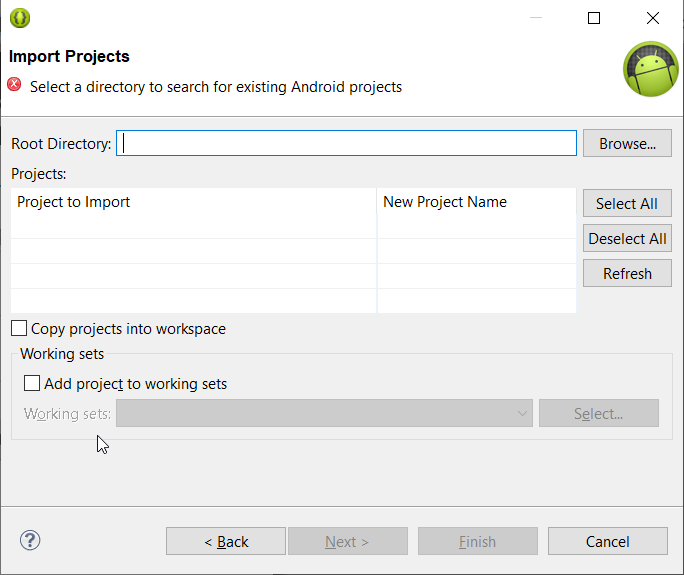 Import Projects
Select a directory to search for existing Android projects
Root Directory:
Browse...
Projects:
Project to Import
New Project Name
Select All
Deselect All
Refresh
Copy projects into workspace
Working sets
Add project to working sets
Working sets:
Select...
?
< Back
Next >
Finish
Cancel